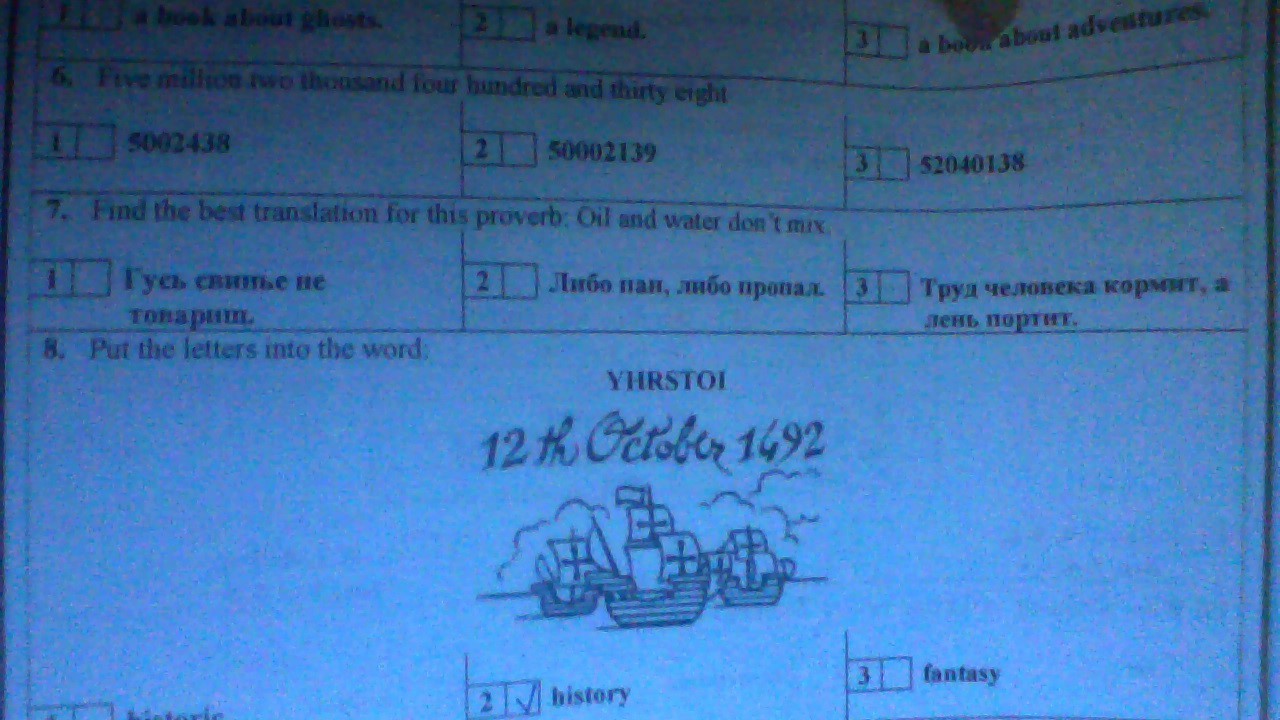 1 a book about ghosts. 2 a legend. 3 a book about adventures.
6. Five million two thousand four hundred and thirty eight
1 5002438 2 50002139 3 52040138
7. Find the best translation for this proverb: Oil and water don't mix.
1 Гусь свинье не 2 Либо пан, либо пропал. 3 Труд человека кормит, а
товарищ. лень портит.
8. Put the letters into the word:
YHRSTOI
12 th October 1492
1 historic 2 ✓ history 3 fantasy